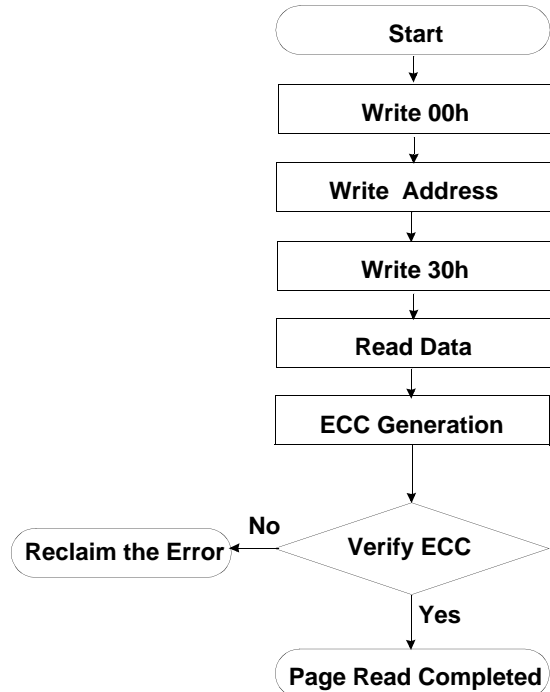 Start
Write 00h
Write Address
Write 30h
Read Data
ECC Generation
No
Reclaim the Error
Verify ECC
Yes
Page Read Completed